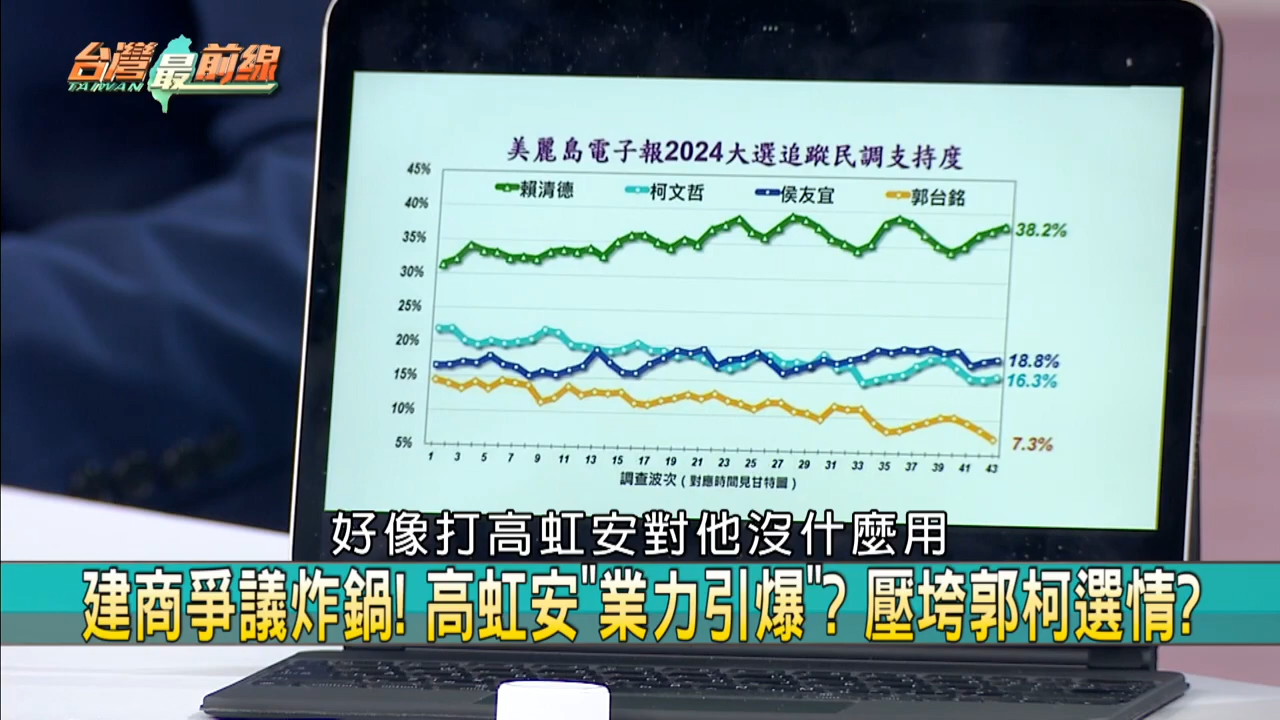 台灣最前線
TAIWAN
美麗島電子報2024大選追蹤民調支持度
賴清德 柯文哲 侯友宜 郭台銘
45%
40%
35%
30%
25%
20%
15%
10%
5%
38.2%
18.8%
16.3%
7.3%
1 3 5 7 9 11 13 15 17 19 21 23 25 27 29 31 33 35 37 39 41 43
調查波次(對應時間見甘特圖)
好像打高虹安對他沒什麼用
建商爭議炸鍋! 高虹安"業力引爆"? 壓垮郭柯選情?